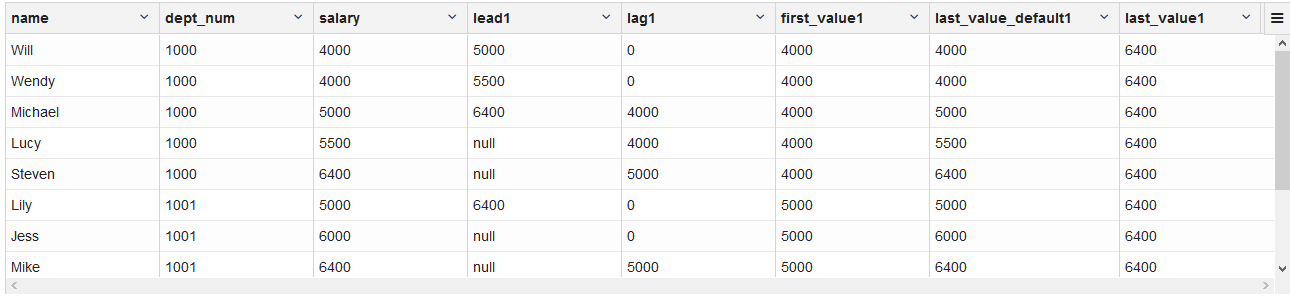 name dept_num salary lead1 lag1 first_value1 last_value_default1 last_value1
Will 1000 4000 5000 0 4000 4000 6400
Wendy 1000 4000 5500 0 4000 4000 6400
Michael 1000 5000 6400 4000 4000 5000 6400
Lucy 1000 5500 null 4000 4000 5500 6400
Steven 1000 6400 null 5000 4000 6400 6400
Lily 1001 5000 6400 0 5000 5000 6400
Jess 1001 6000 null 0 5000 6000 6400
Mike 1001 6400 null 5000 5000 6400 6400